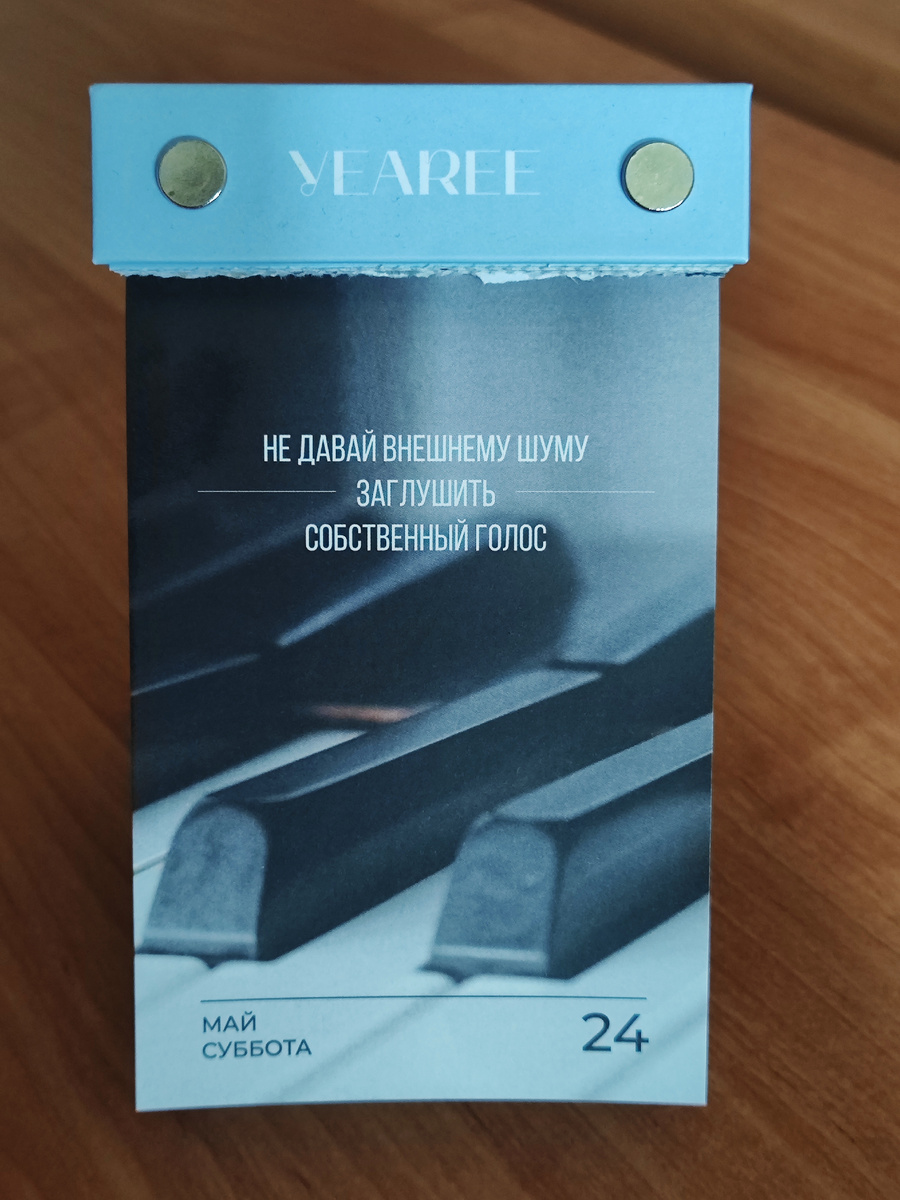 YEAREE
НЕ ДАВАЙ ВНЕШНЕМУ ШУМУ
ЗАГЛУШИТЬ
СОБСТВЕННЫЙ ГОЛОС
МАЙ
СУББОТА
24